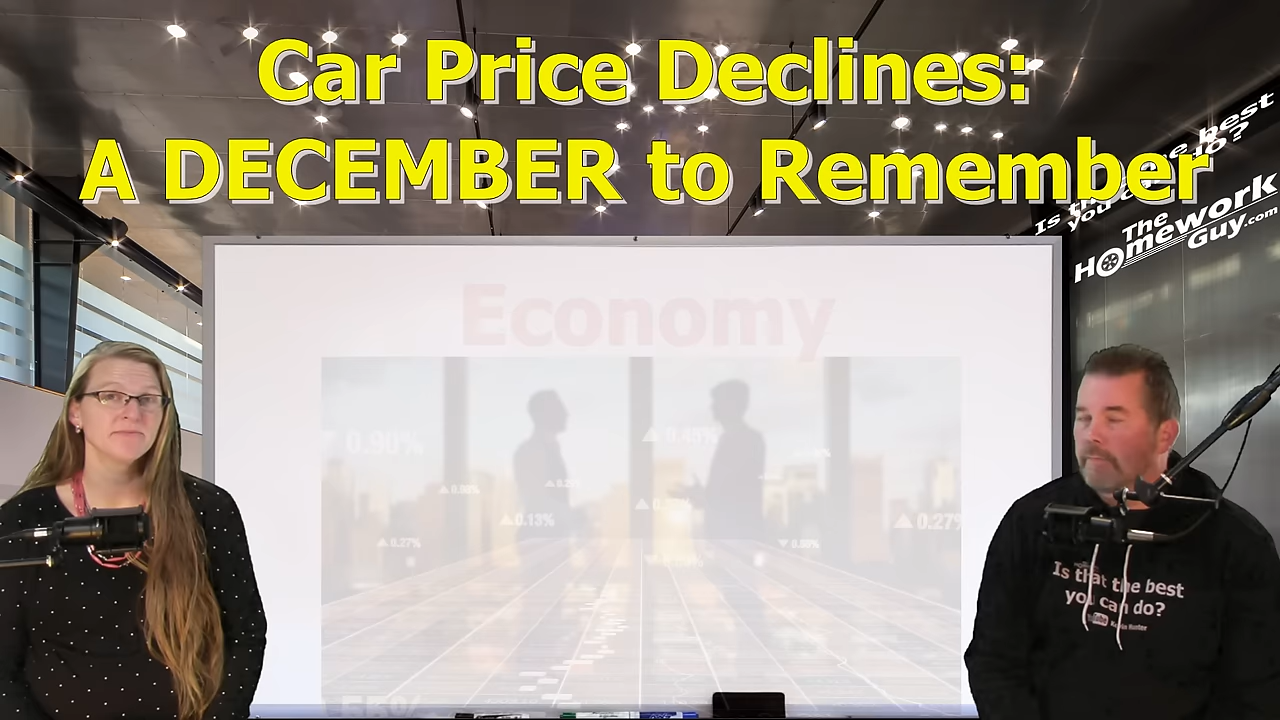 Car Price Declines:
A DECEMBER to Remember
Is the best
you can do?
The
Homework
Guy.com
Economy
0.90%
0.45%
0.13%
0.27%
0.27%
Is that the best
you can do?